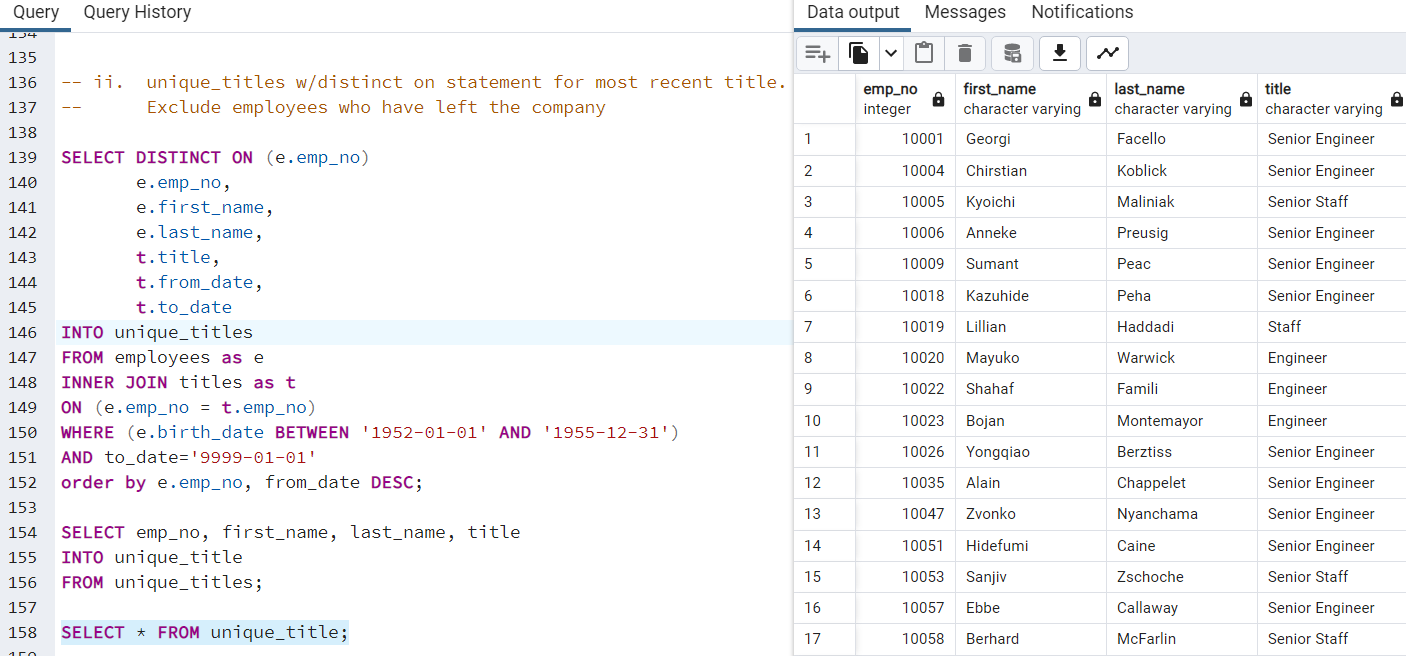 Query Query History
134
135
136 -- ii.  unique_titles w/distinct on statement for most recent title.
137 --      Exclude employees who have left the company
138
139 SELECT DISTINCT ON (e.emp_no)
140        e.emp_no,
141        e.first_name,
142        e.last_name,
143        t.title,
144        t.from_date,
145        t.to_date
146 INTO unique_titles
147 FROM employees as e
148 INNER JOIN titles as t
149 ON (e.emp_no = t.emp_no)
150 WHERE (e.birth_date BETWEEN '1952-01-01' AND '1955-12-31')
151 AND to_date='9999-01-01'
152 order by e.emp_no, from_date DESC;
153
154 SELECT emp_no, first_name, last_name, title
155 INTO unique_title
156 FROM unique_titles;
157
158 SELECT * FROM unique_title;
159
Data output Messages Notifications
emp_no first_name last_name title
integer character varying character varying character varying
1 10001 Georgi Facello Senior Engineer
2 10004 Chirstian Koblick Senior Engineer
3 10005 Kyoichi Maliniak Senior Staff
4 10006 Anneke Preusig Senior Engineer
5 10009 Sumant Peac Senior Engineer
6 10018 Kazuhide Peha Senior Engineer
7 10019 Lillian Haddadi Staff
8 10020 Mayuko Warwick Engineer
9 10022 Shahaf Famili Engineer
10 10023 Bojan Montemayor Engineer
11 10026 Yongqiao Berztiss Senior Engineer
12 10035 Alain Chappelet Senior Engineer
13 10047 Zvonko Nyanchama Senior Engineer
14 10051 Hidefumi Caine Senior Engineer
15 10053 Sanjiv Zschoche Senior Staff
16 10057 Ebbe Callaway Senior Engineer
17 10058 Berhard McFarlin Senior Staff